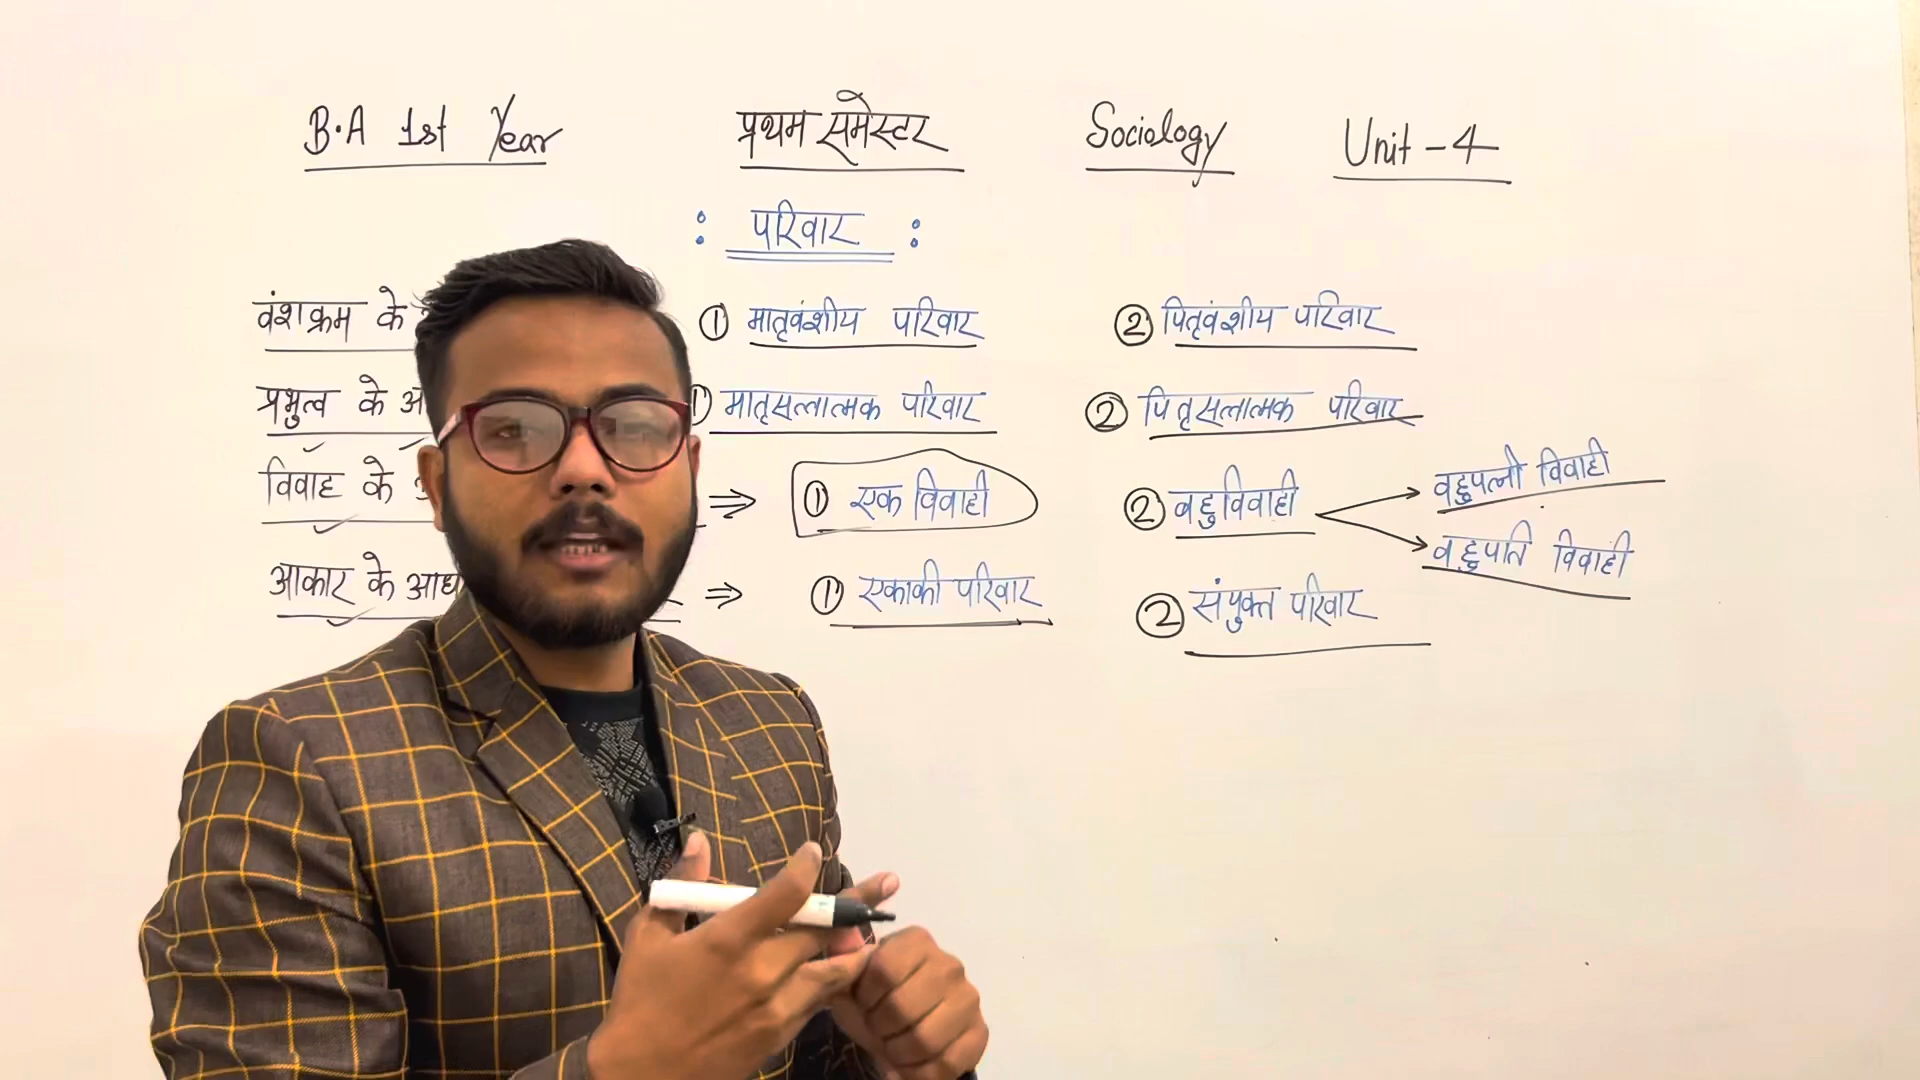 B.A 1st Year प्रथम समेस्टर Sociology Unit-4
: परिवार :
वंशक्रम के ① मातृवंशीय परिवार ② पितृवंशीय परिवार
प्रभुत्व के ① मातृसत्तात्मक परिवार ② पितृसत्तात्मक परिवार
विवाह के ⇒ ① एक विवाही ② बहुविवाही
बहुपत्नी विवाही
बहुपति विवाही
आकार के ⇒ ① एकाकी परिवार ② संयुक्त परिवार